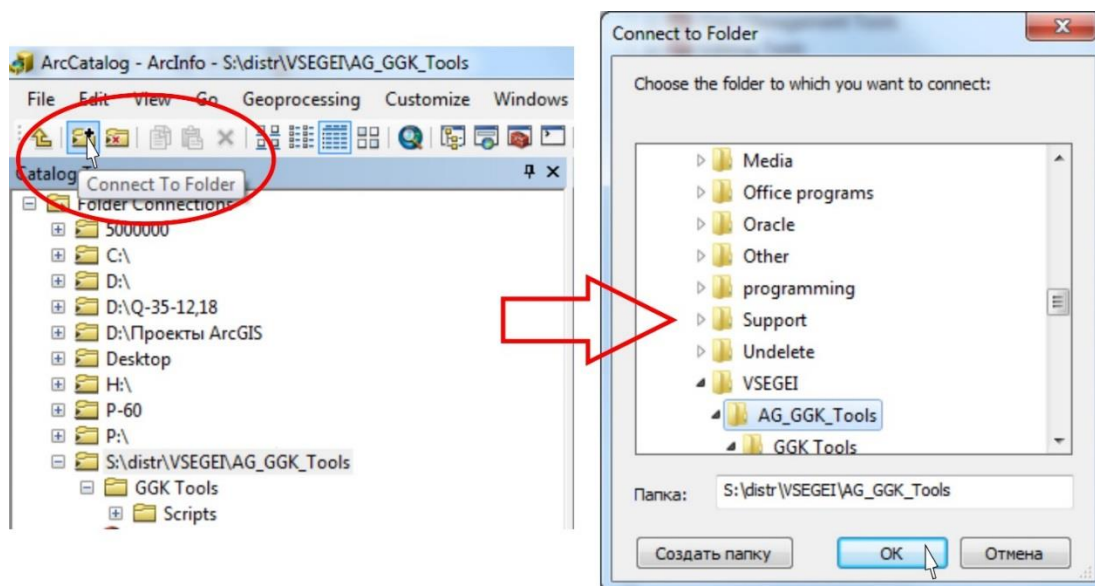 ArcCatalog - ArcInfo - S:\distr\VSEGEI\AG_GGK_Tools
File Edit View Go Geoprocessing Customize Windows
Catalog
Connect To Folder
Folder Connections
5000000
C:\
D:\
D:\Q-35-12,18
D:\Проекты ArcGIS
Desktop
H:\
P-60
P:\
S:\distr\VSEGEI\AG_GGK_Tools
GGK Tools
Scripts
Connect to Folder
Choose the folder to which you want to connect:
Media
Office programs
Oracle
Other
programming
Support
Undelete
VSEGEI
AG_GGK_Tools
GGK Tools
Папка: S:\distr\VSEGEI\AG_GGK_Tools
Создать папку OK Отмена